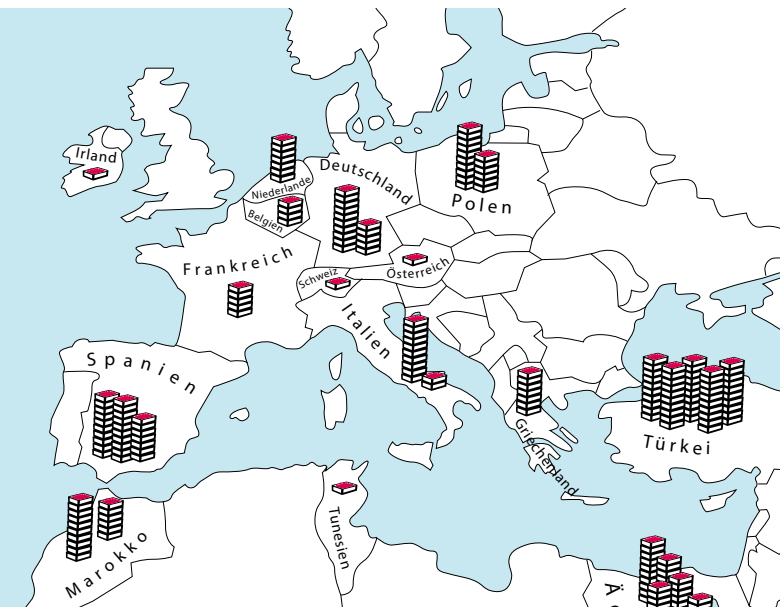 Irland
Niederlande
Deutschland
Polen
Belgien
Frankreich
Schweiz
Österreich
Italien
Spanien
Griechenland
Türkei
Marokko
Tunesien
Ä